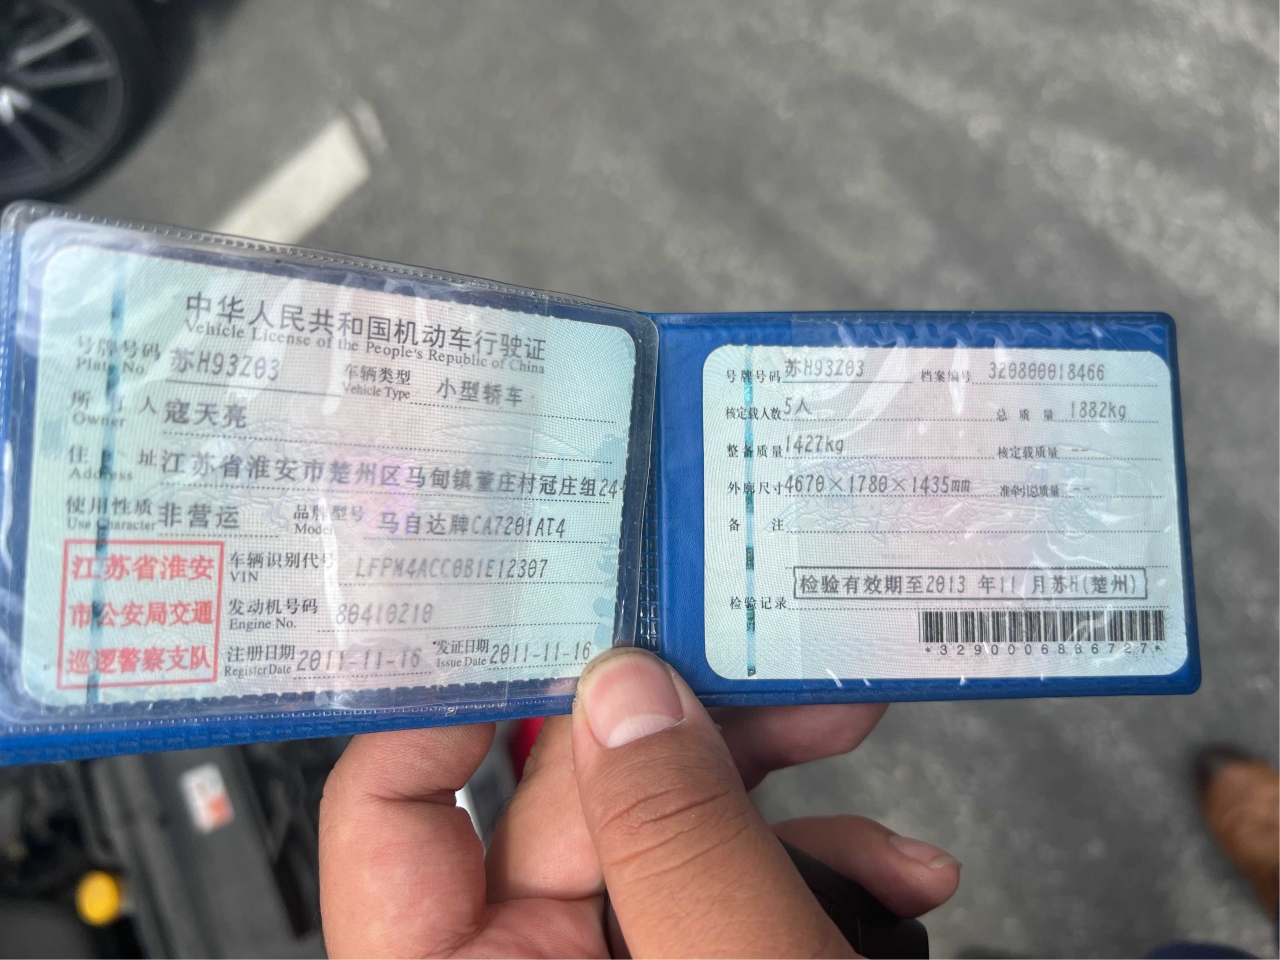 中华人民共和国机动车行驶证
Vehicle License of the People's Republic of China
号牌号码 苏H93Z03 车辆类型 小型轿车
Plate No. Vehicle Type
所有人 寇天亮
Owner
住 址 江苏省淮安市楚州区马甸镇董庄村冠庄组24
Address
使用性质 非营运 品牌型号 马自达牌CA7201AT4
Use Character Model
江苏省淮安
市公安局交通
巡逻警察支队
车辆识别代号 LFPM4ACC0B1E12307
VIN
发动机号码 80410210
Engine No.
注册日期 2011-11-16 发证日期 2011-11-16
Register Date Issue Date
号牌号码 苏H93Z03 档案编号 320800018466
核定载人数 5人 总质量 1882kg
整备质量 1427kg 核定载质量 --
外廓尺寸 4670×1780×1435mm 准牵引总质量 --
备 注
检验记录 检验有效期至2013 年11 月苏H(楚州)
*3290006866727*